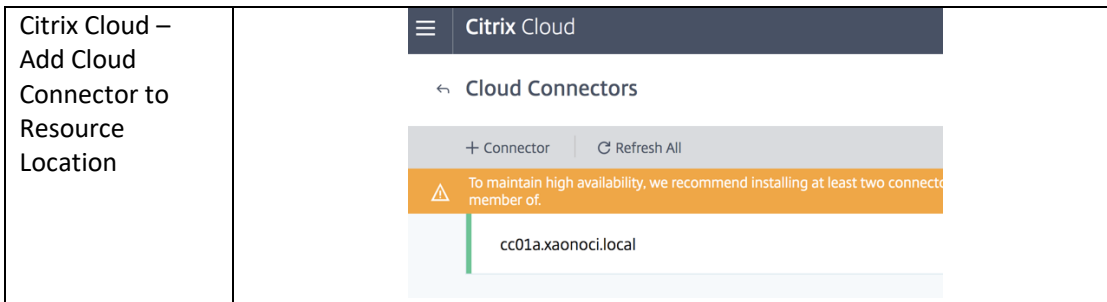 Citrix Cloud –
Add Cloud
Connector to
Resource
Location
Citrix Cloud
Cloud Connectors
+ Connector
Refresh All
To maintain high availability, we recommend installing at least two
member of.
cc01a.xaonoci.local